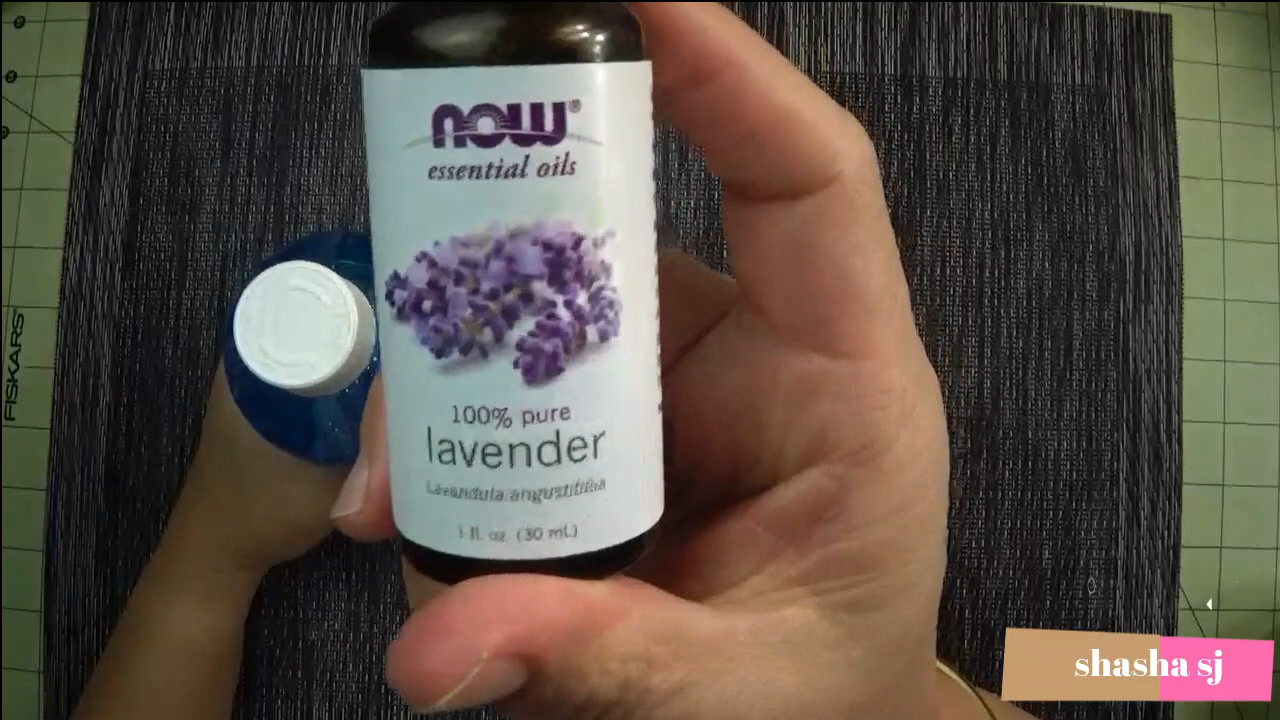 now®
essential oils
100% pure
lavender
Lavandula angustifolia
1 fl. oz. (30 mL)
FISKARS
shasha sj